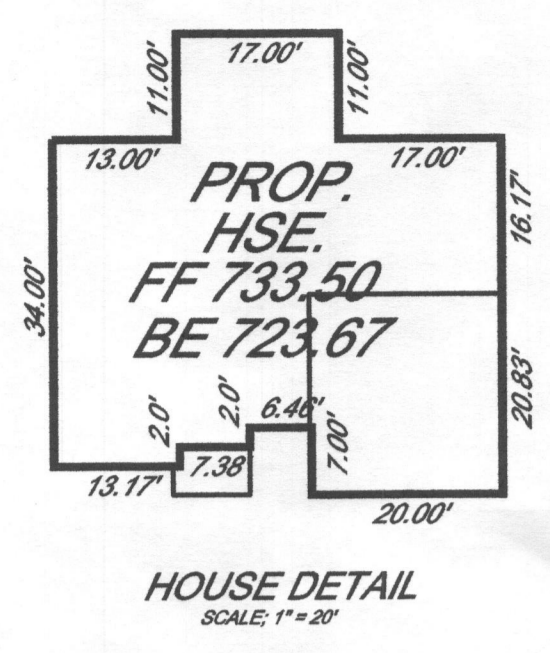 17.00'
11.00'
11.00'
13.00'
17.00'
PROP.
HSE.
FF 733.50
BE 723.67
16.17'
34.00'
20.83'
2.0'
2.0'
6.46'
7.00'
7.38
13.17'
20.00'
HOUSE DETAIL
SCALE; 1" = 20'